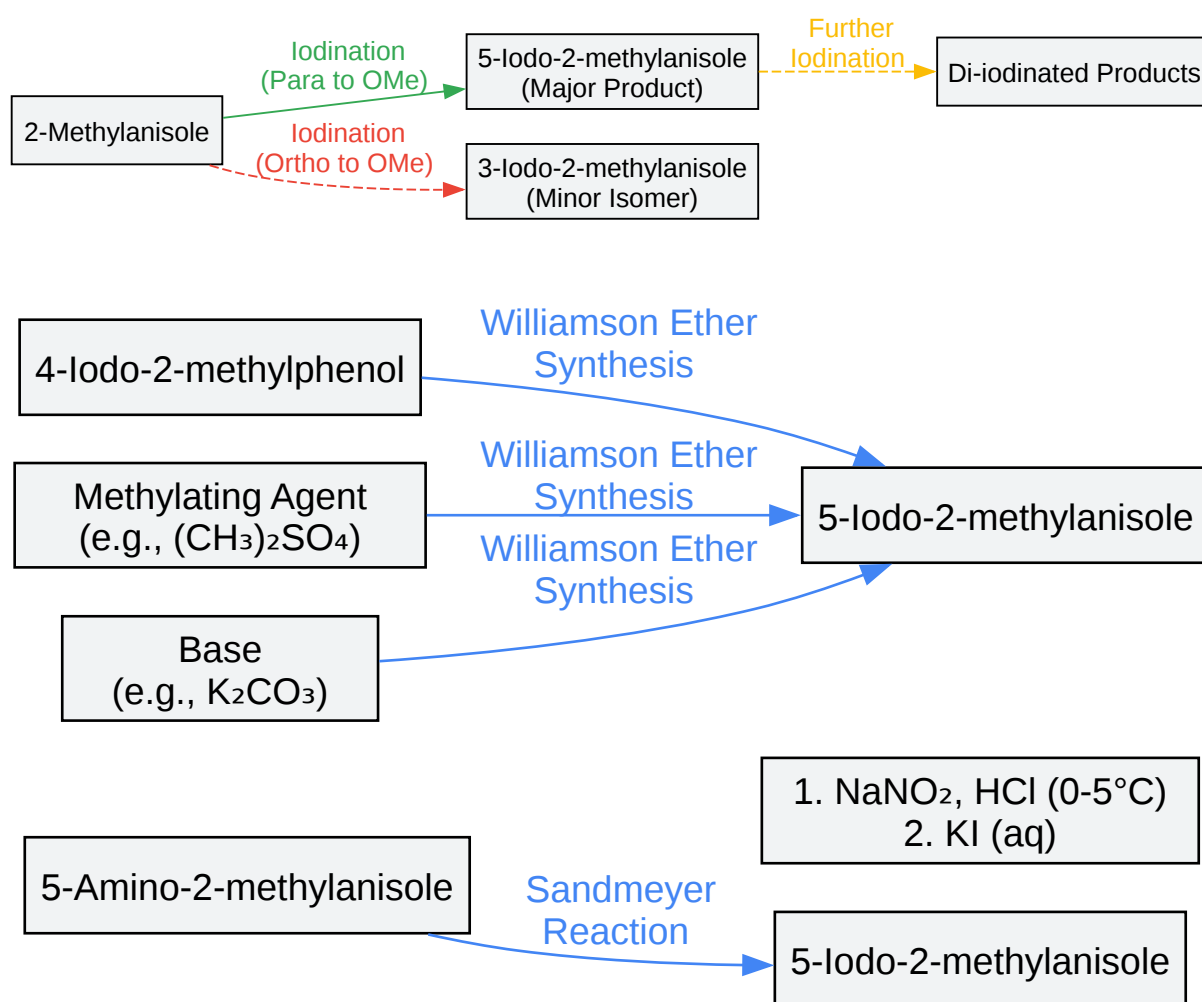 Further
Iodination
Iodination
(Para to OMe)
5-Iodo-2-methylanisole
(Major Product)
Di-iodinated Products
2-Methylanisole
Iodination
(Ortho to OMe)
3-Iodo-2-methylanisole
(Minor Isomer)
Williamson Ether
Synthesis
4-Iodo-2-methylphenol
Williamson Ether
Synthesis
Methylating Agent
(e.g., (CH₃)₂SO₄)
5-Iodo-2-methylanisole
Williamson Ether
Synthesis
Base
(e.g., K₂CO₃)
1. NaNO₂, HCl (0-5°C)
2. KI (aq)
5-Amino-2-methylanisole
Sandmeyer
Reaction
5-Iodo-2-methylanisole